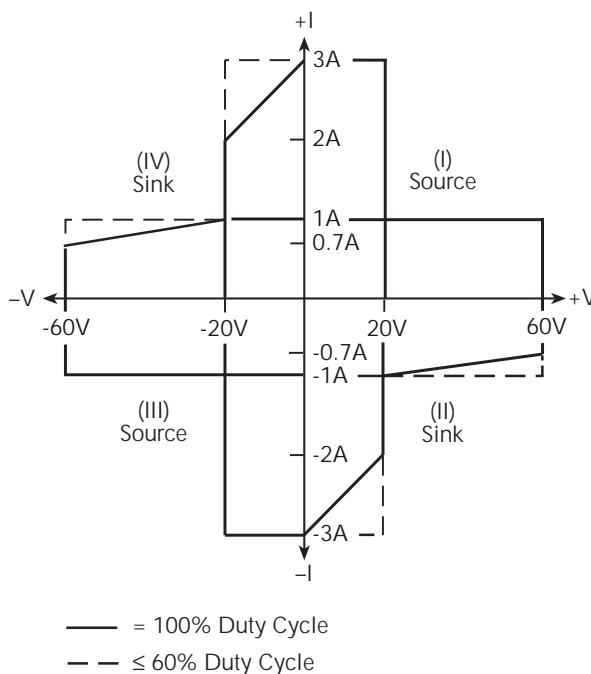 +I
3A
2A
(IV)
Sink
(I)
Source
1A
0.7A
–V
+V
-60V
-20V
20V
60V
-0.7A
-1A
(III)
Source
(II)
Sink
-2A
-3A
–I
= 100% Duty Cycle
≤ 60% Duty Cycle